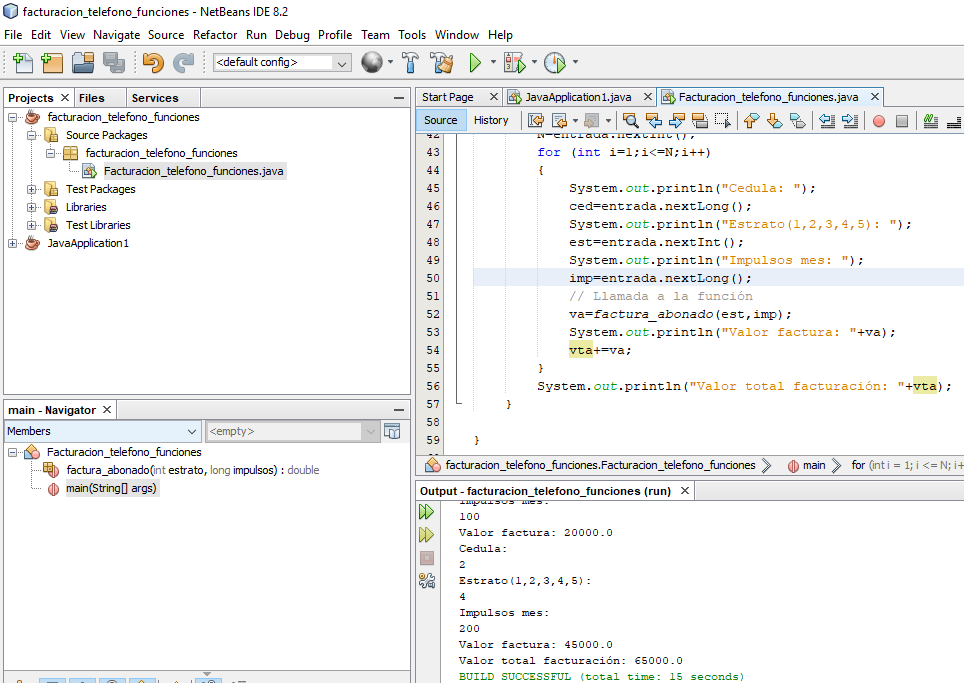 facturacion_telefono_funciones - NetBeans IDE 8.2
File Edit View Navigate Source Refactor Run Debug Profile Team Tools Window Help
<default config>
Projects Files Services
facturacion_telefono_funciones
Source Packages
facturacion_telefono_funciones
Facturacion_telefono_funciones.java
Test Packages
Libraries
Test Libraries
JavaApplication1
main - Navigator
Members <empty>
Facturacion_telefono_funciones
factura_abonado(int estrato, long impulsos) : double
main(String[] args)
Start Page JavaApplication1.java Facturacion_telefono_funciones.java
Source History
42 N=entrada.nextInt();
43 for (int i=1;i<=N;i++)
44 {
45 System.out.println("Cedula: ");
46 ced=entrada.nextLong();
47 System.out.println("Estrato(1,2,3,4,5): ");
48 est=entrada.nextInt();
49 System.out.println("Impulsos mes: ");
50 imp=entrada.nextLong();
51 // Llamada a la función
52 va=factura_abonado(est,imp);
53 System.out.println("Valor factura: "+va);
54 vta+=va;
55 }
56 System.out.println("Valor total facturación: "+vta);
57 }
58
59 }
facturacion_telefono_funciones.Facturacion_telefono_funciones main for (int i = 1; i <= N; i+
Output - facturacion_telefono_funciones (run)
Impulsos mes:
100
Valor factura: 20000.0
Cedula:
2
Estrato(1,2,3,4,5):
4
Impulsos mes:
200
Valor factura: 45000.0
Valor total facturación: 65000.0
BUILD SUCCESSFUL (total time: 15 seconds)